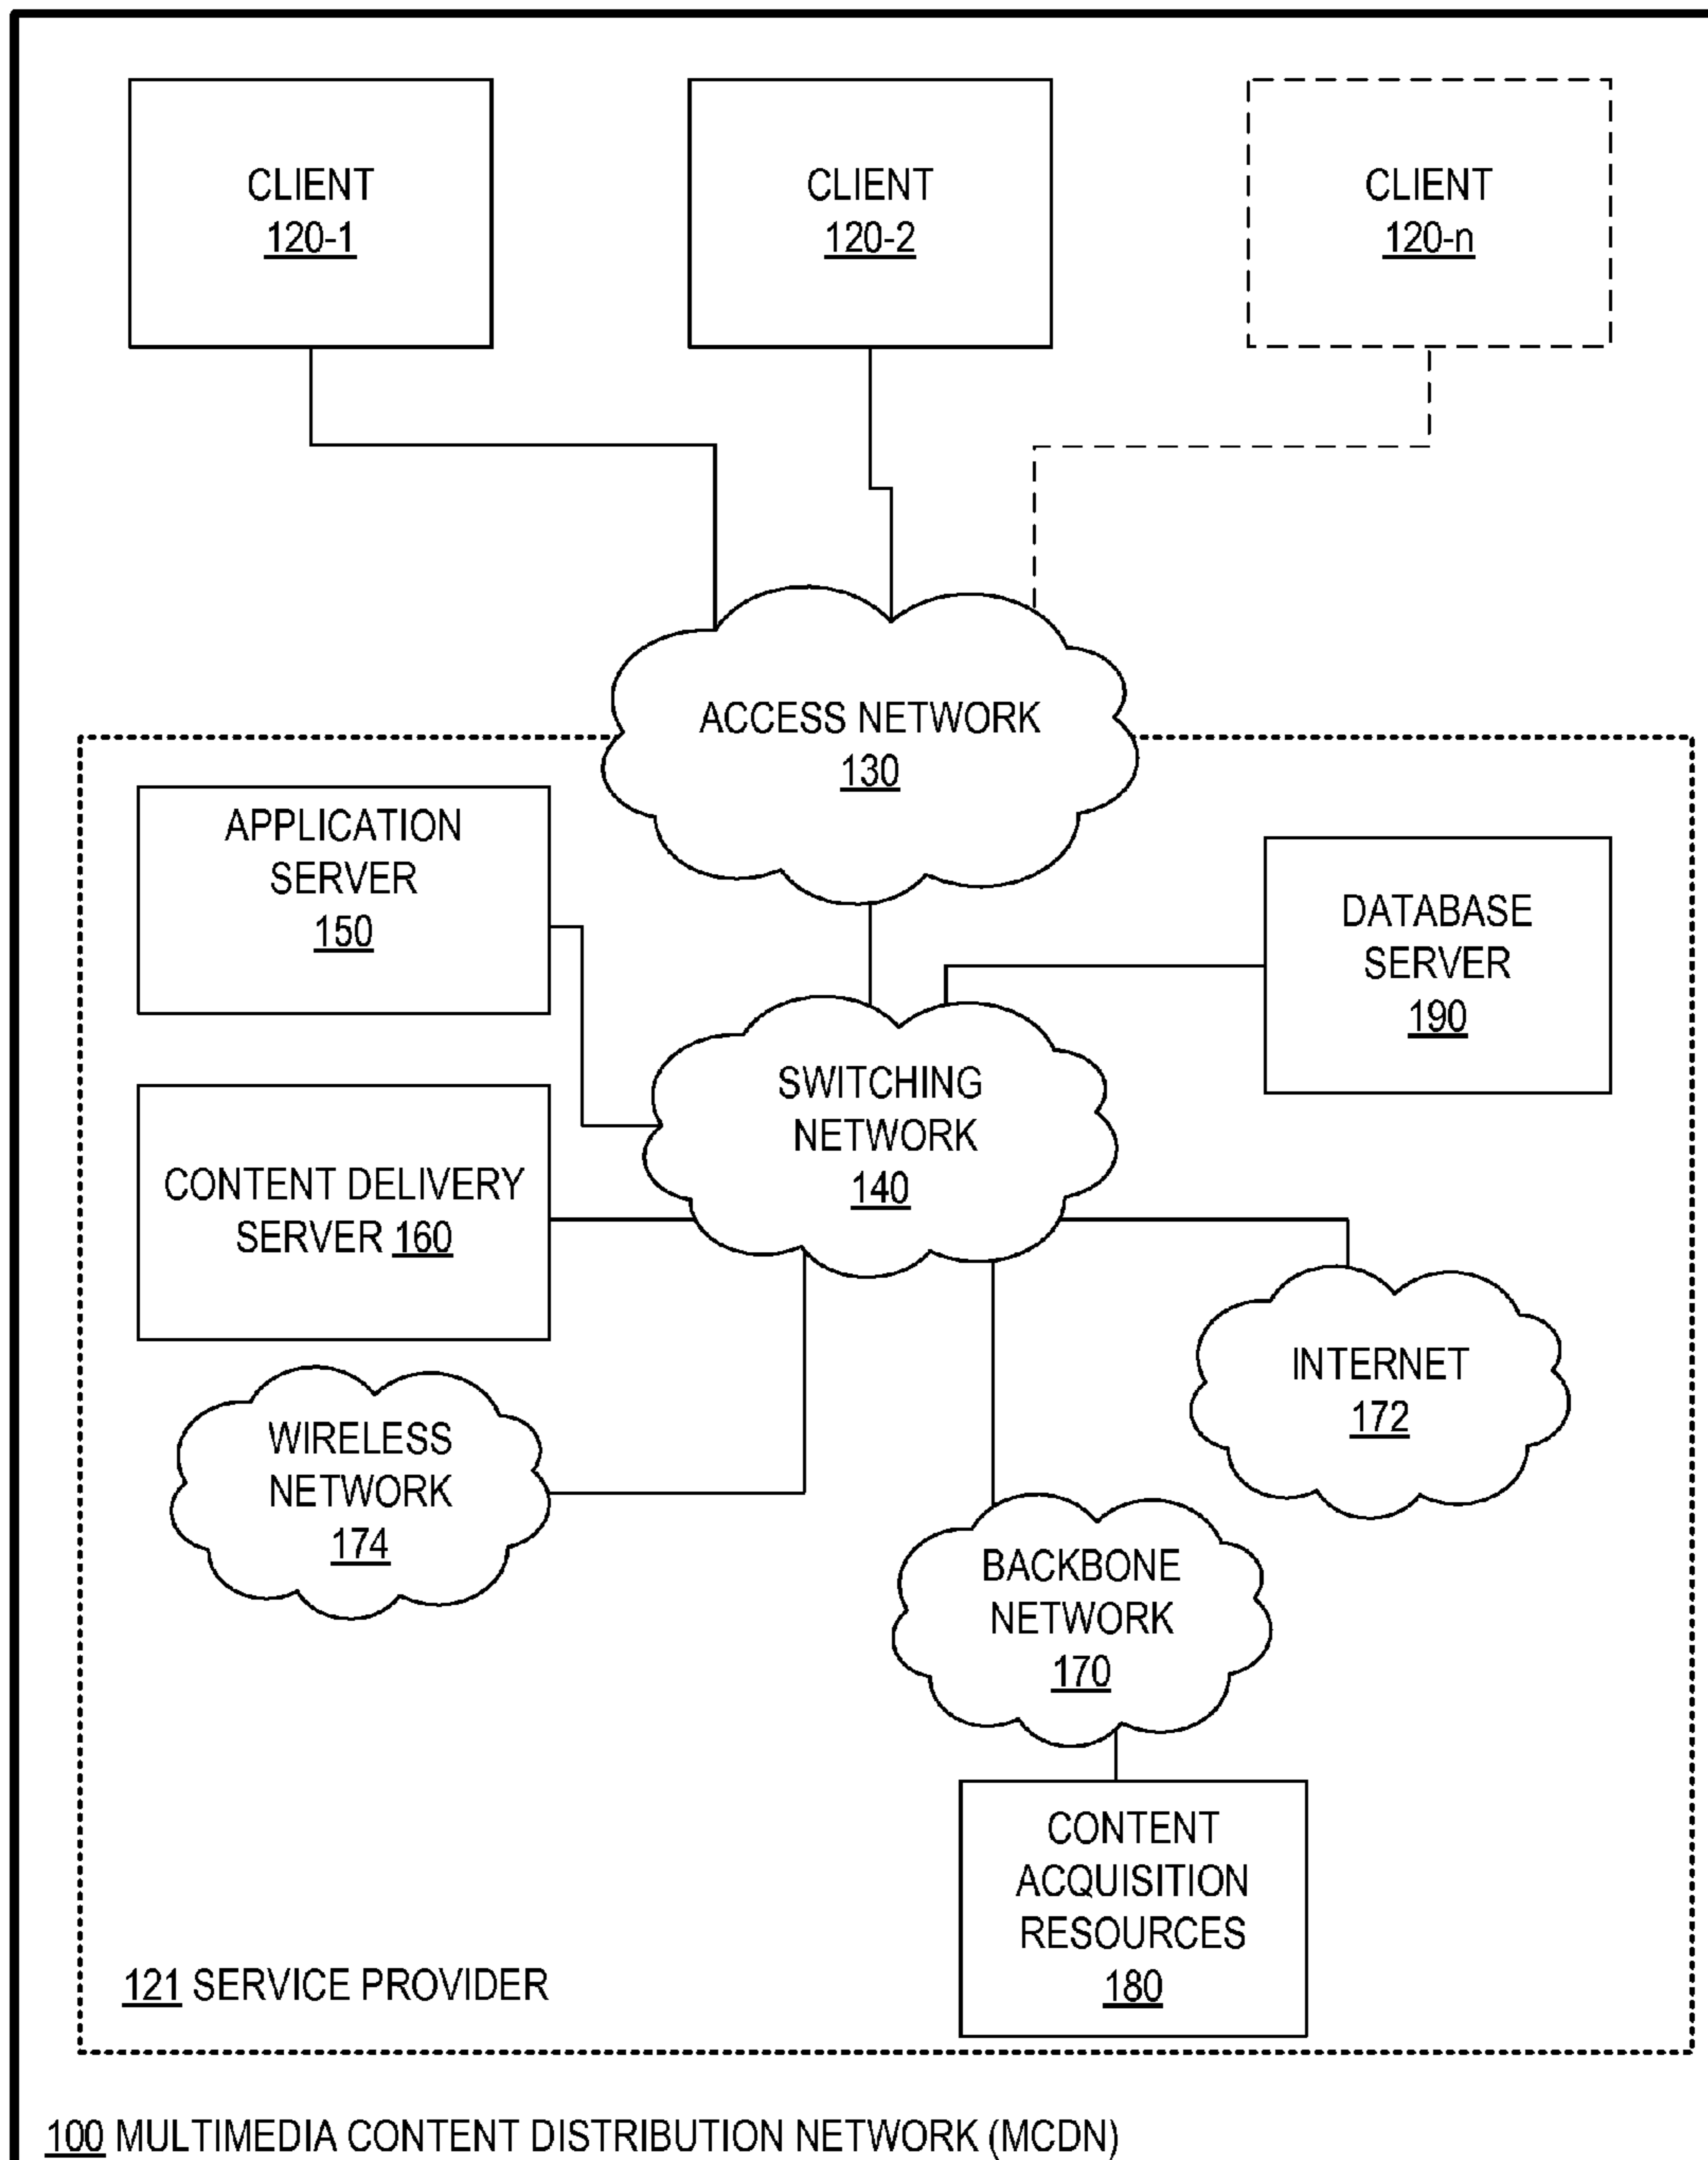 CLIENT
120-1
CLIENT
120-2
CLIENT
120-n
ACCESS NETWORK
130
APPLICATION
SERVER
150
DATABASE
SERVER
190
SWITCHING
NETWORK
140
CONTENT DELIVERY
SERVER 160
INTERNET
172
WIRELESS
NETWORK
174
BACKBONE
NETWORK
170
CONTENT
ACQUISITION
RESOURCES
180
121 SERVICE PROVIDER
100 MULTIMEDIA CONTENT DISTRIBUTION NETWORK (MCDN)